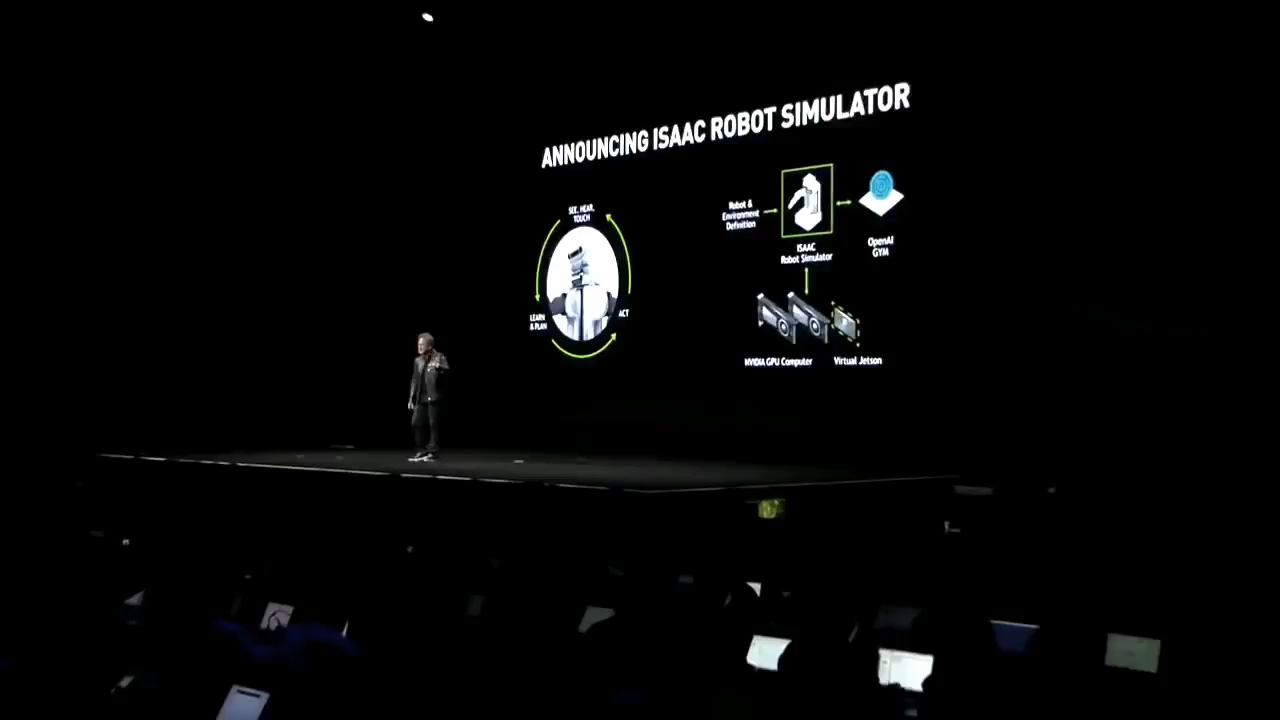 ANNOUNCING ISAAC ROBOT SIMULATOR
SEE, HEAR,
TOUCH
LEARN
& PLAN
ACT
Robot &
Environment
Definition
ISAAC
Robot Simulator
OpenAI
GYM
NVIDIA GPU Computer
Virtual Jetson